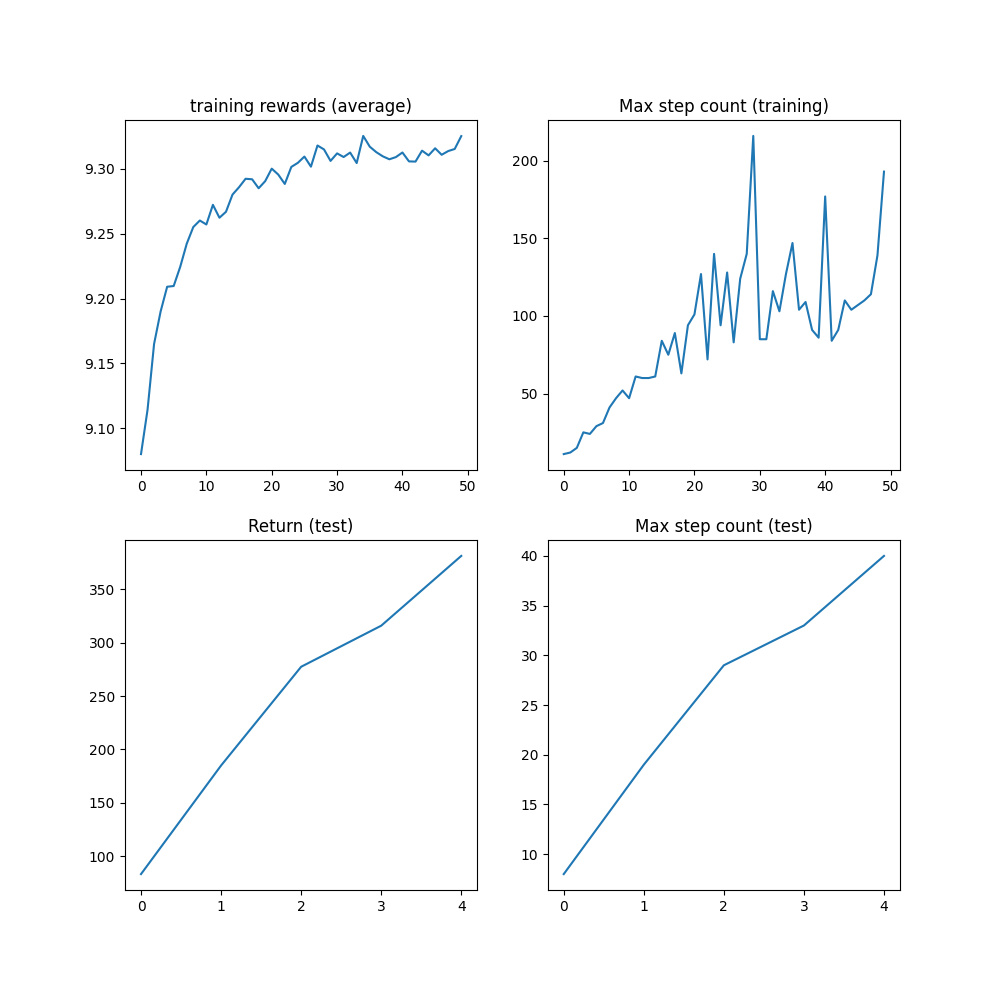 training rewards (average)
9.30
9.25
9.20
9.15
9.10
0 10 20 30 40 50
Max step count (training)
200
150
100
50
0 10 20 30 40 50
Return (test)
350
300
250
200
150
100
0 1 2 3 4
Max step count (test)
40
35
30
25
20
15
10
0 1 2 3 4